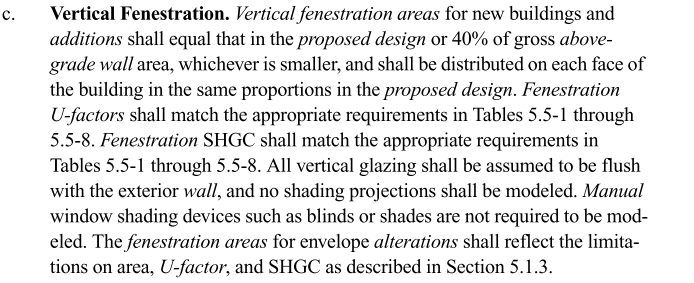 c. Vertical Fenestration. Vertical fenestration areas for new buildings and
additions shall equal that in the proposed design or 40% of gross above-
grade wall area, whichever is smaller, and shall be distributed on each face of
the building in the same proportions in the proposed design. Fenestration
U-factors shall match the appropriate requirements in Tables 5.5-1 through
5.5-8. Fenestration SHGC shall match the appropriate requirements in
Tables 5.5-1 through 5.5-8. All vertical glazing shall be assumed to be flush
with the exterior wall, and no shading projections shall be modeled. Manual
window shading devices such as blinds or shades are not required to be mod-
eled. The fenestration areas for envelope alterations shall reflect the limita-
tions on area, U-factor, and SHGC as described in Section 5.1.3.